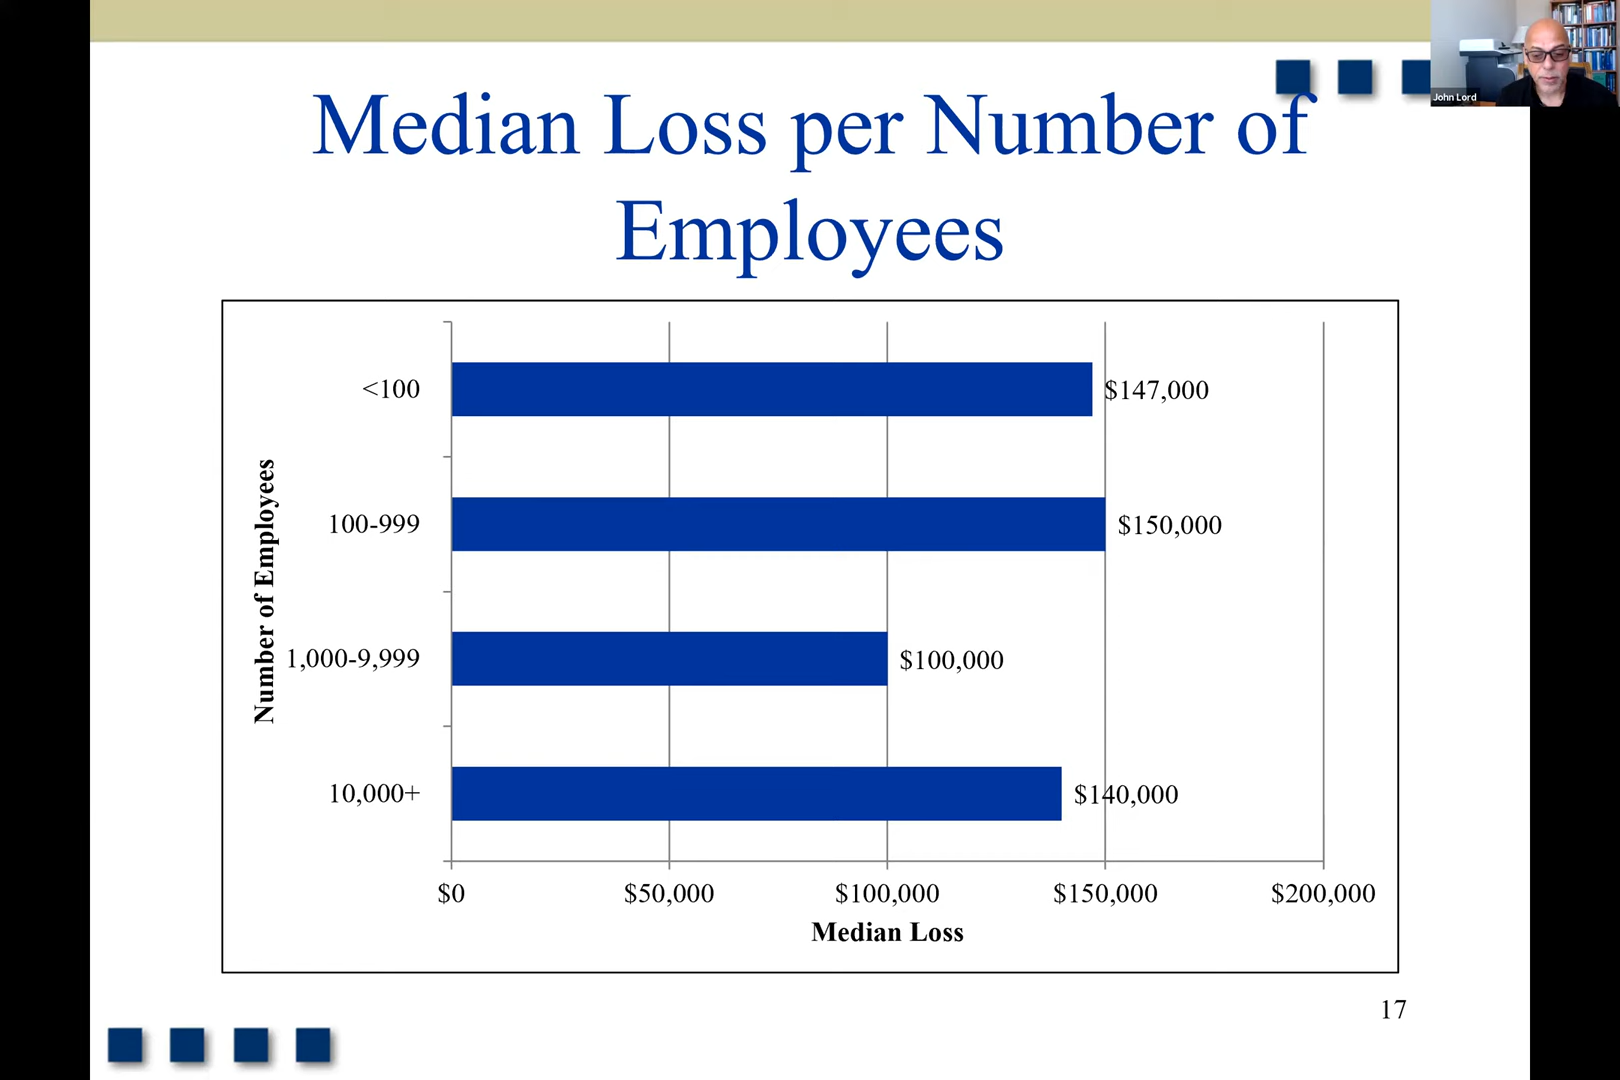 John Lord
Median Loss per Number of
Employees
Number of Employees
<100
$147,000
100-999
$150,000
1,000-9,999
$100,000
10,000+
$140,000
$0
$50,000
$100,000
$150,000
$200,000
Median Loss
17